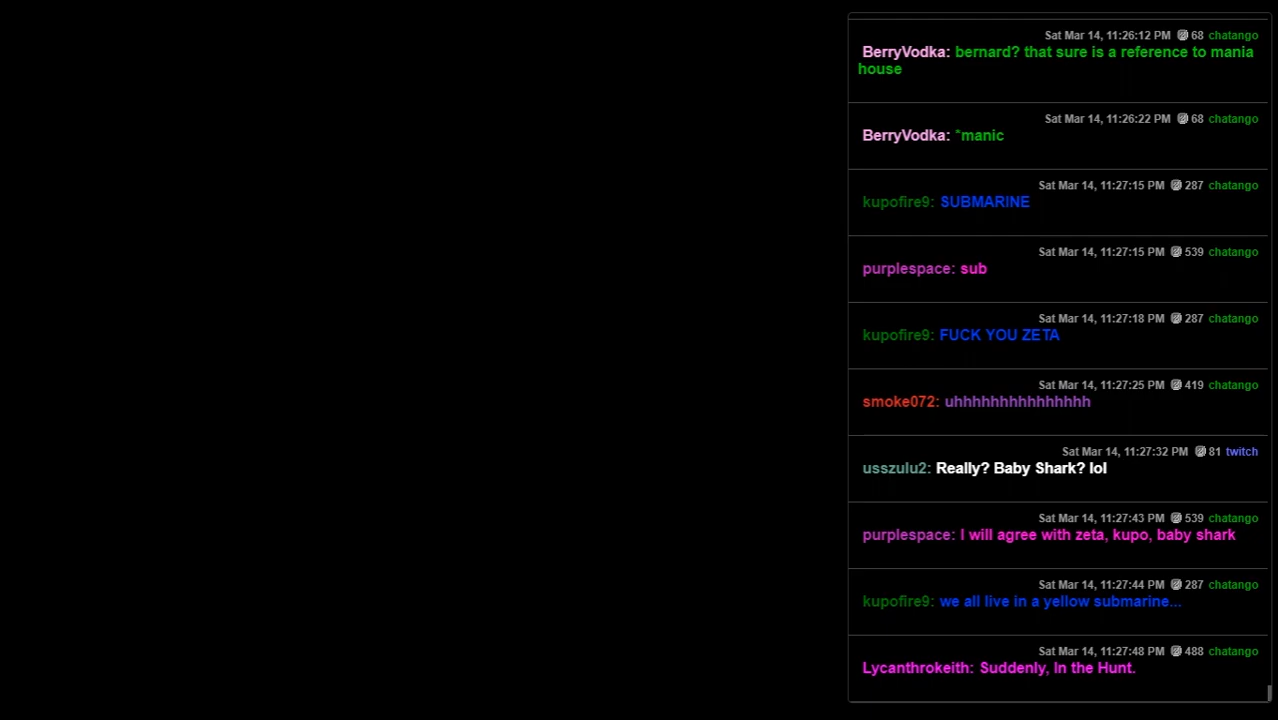 Sat Mar 14, 11:26:12 PM 68 chatango
BerryVodka: bernard? that sure is a reference to mania
house
Sat Mar 14, 11:26:22 PM 68 chatango
BerryVodka: *manic
Sat Mar 14, 11:27:15 PM 287 chatango
kupofire9: SUBMARINE
Sat Mar 14, 11:27:15 PM 539 chatango
purplespace: sub
Sat Mar 14, 11:27:18 PM 287 chatango
kupofire9: FUCK YOU ZETA
Sat Mar 14, 11:27:25 PM 419 chatango
smoke072: uhhhhhhhhhhhhhhh
Sat Mar 14, 11:27:32 PM 81 twitch
usszulu2: Really? Baby Shark? lol
Sat Mar 14, 11:27:43 PM 539 chatango
purplespace: I will agree with zeta, kupo, baby shark
Sat Mar 14, 11:27:44 PM 287 chatango
kupofire9: we all live in a yellow submarine...
Sat Mar 14, 11:27:48 PM 488 chatango
Lycanthrokeith: Suddenly, In the Hunt.